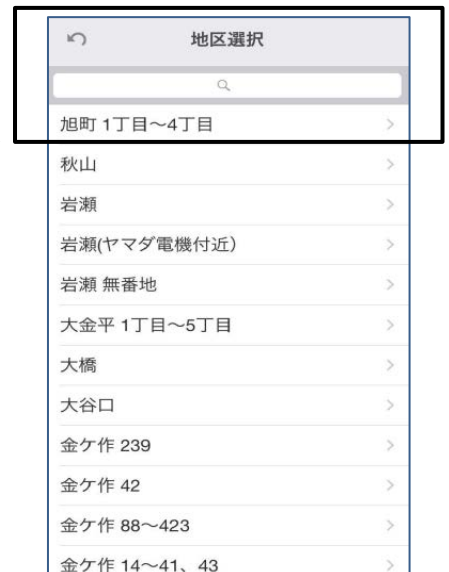 地区選択
旭町 1丁目～4丁目
秋山
岩瀬
岩瀬(ヤマダ電機付近)
岩瀬 無番地
大金平 1丁目～5丁目
大橋
大谷口
金ケ作 239
金ケ作 42
金ケ作 88～423
金ケ作 14～41、43